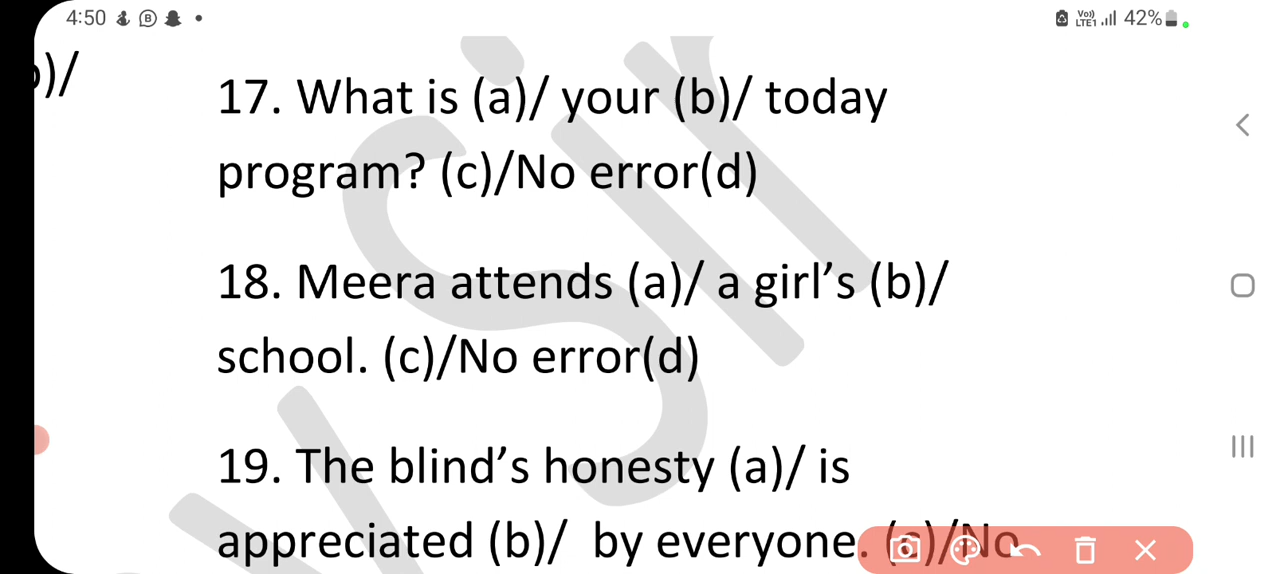 4:50 42%
)/
17. What is (a)/ your (b)/ today
program? (c)/No error(d)
18. Meera attends (a)/ a girl’s (b)/
school. (c)/No error(d)
19. The blind’s honesty (a)/ is
appreciated (b)/ by everyone. (c)/No